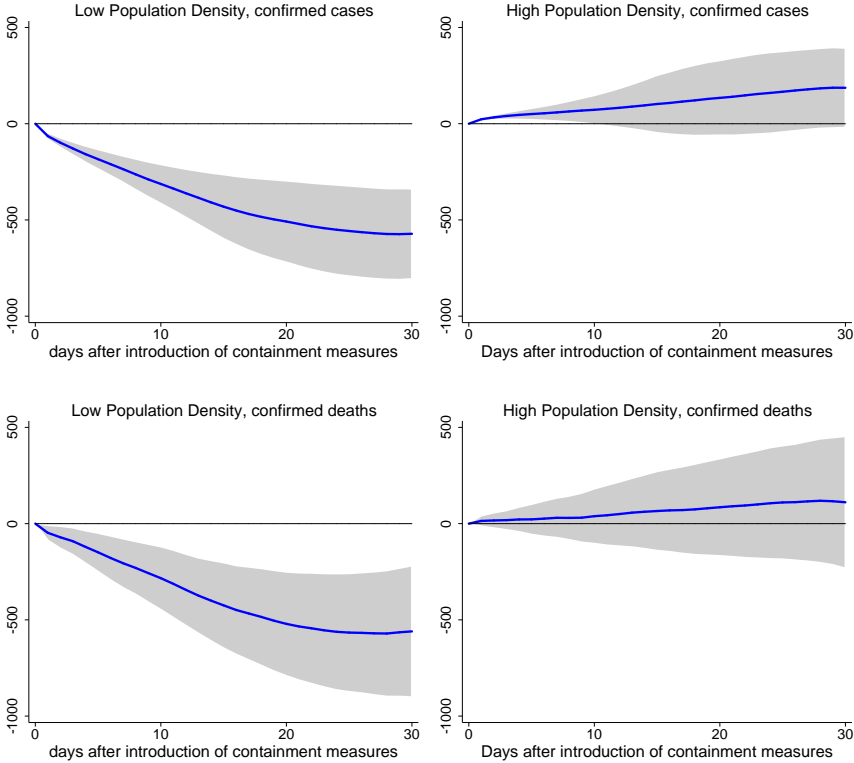 Low Population Density, confirmed cases
500
0
-500
-1000
0 10 20 30
days after introduction of containment measures
High Population Density, confirmed cases
500
0
-500
-1000
0 10 20 30
Days after introduction of containment measures
Low Population Density, confirmed deaths
500
0
-500
-1000
0 10 20 30
days after introduction of containment measures
High Population Density, confirmed deaths
500
0
-500
-1000
0 10 20 30
Days after introduction of containment measures